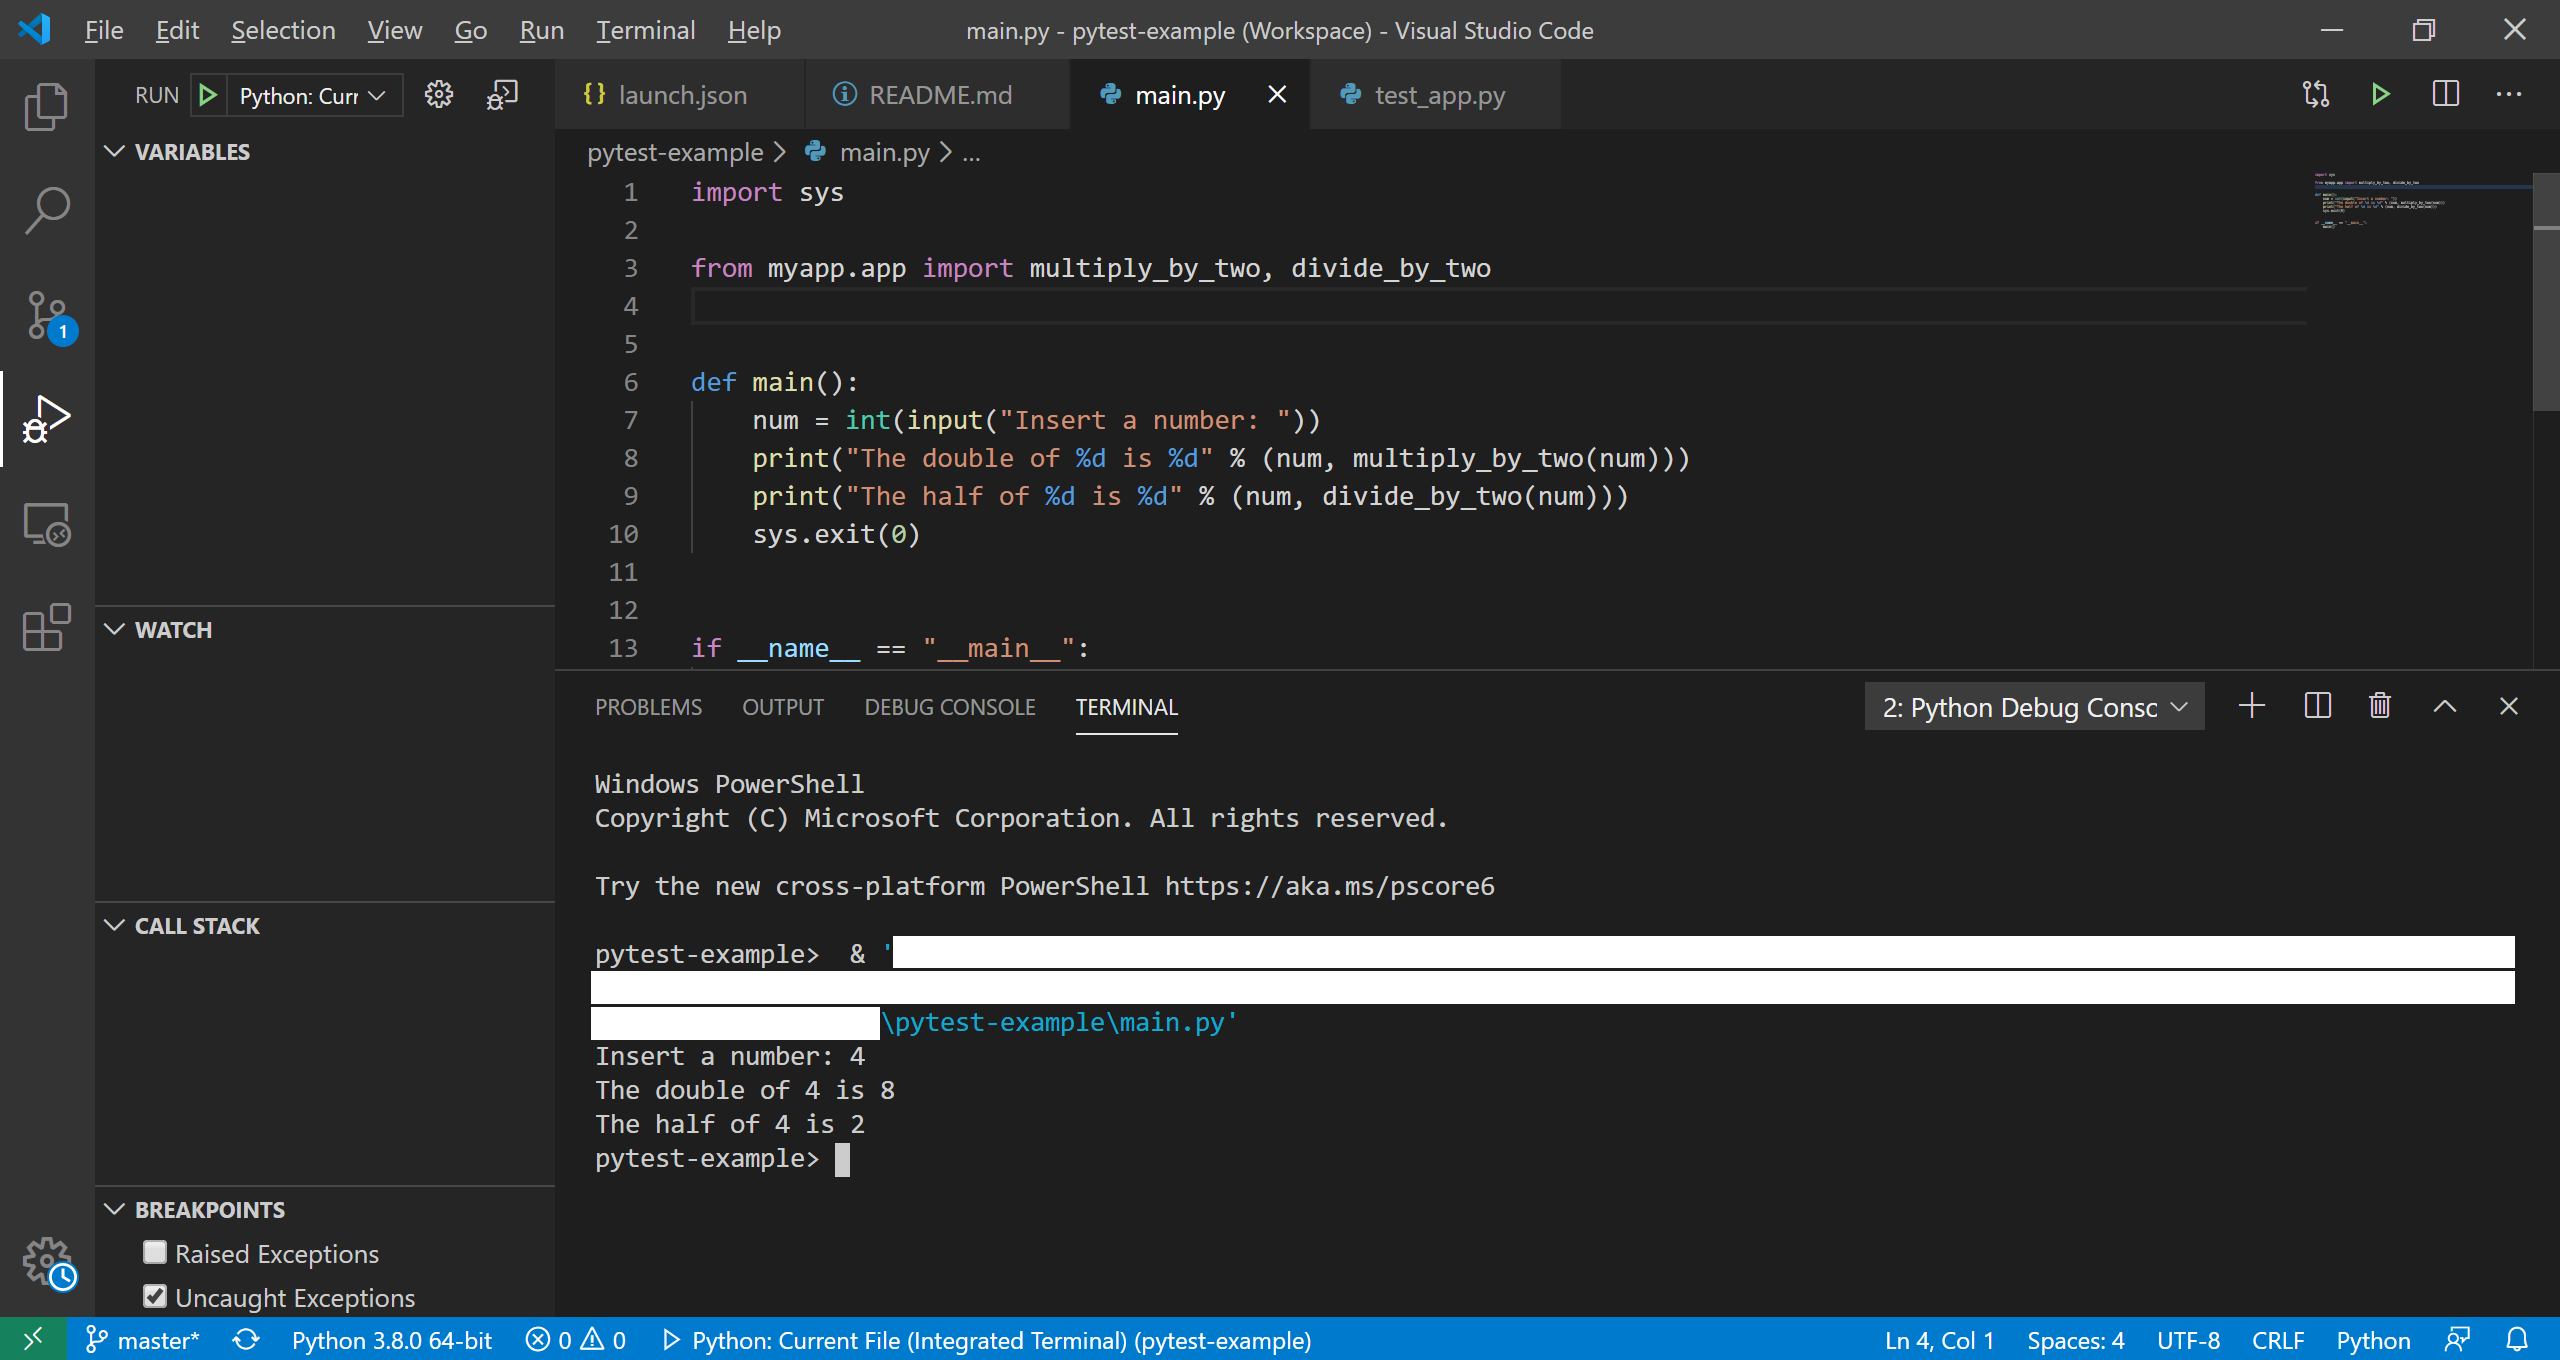 File Edit Selection View Go Run Terminal Help main.py - pytest-example (Workspace) - Visual Studio Code
RUN Python: Curr
launch.json README.md main.py test_app.py
VARIABLES
WATCH
CALL STACK
BREAKPOINTS
Raised Exceptions
Uncaught Exceptions
1
pytest-example > main.py > ...
1 import sys
2
3 from myapp.app import multiply_by_two, divide_by_two
4
5
6 def main():
7     num = int(input("Insert a number: "))
8     print("The double of %d is %d" % (num, multiply_by_two(num)))
9     print("The half of %d is %d" % (num, divide_by_two(num)))
10     sys.exit(0)
11
12
13 if __name__ == "__main__":
PROBLEMS OUTPUT DEBUG CONSOLE TERMINAL 2: Python Debug Consc
Windows PowerShell
Copyright (C) Microsoft Corporation. All rights reserved.
Try the new cross-platform PowerShell https://aka.ms/pscore6
pytest-example>  & '
\pytest-example\main.py'
Insert a number: 4
The double of 4 is 8
The half of 4 is 2
pytest-example>
master* Python 3.8.0 64-bit 0 0 Python: Current File (Integrated Terminal) (pytest-example) Ln 4, Col 1 Spaces: 4 UTF-8 CRLF Python